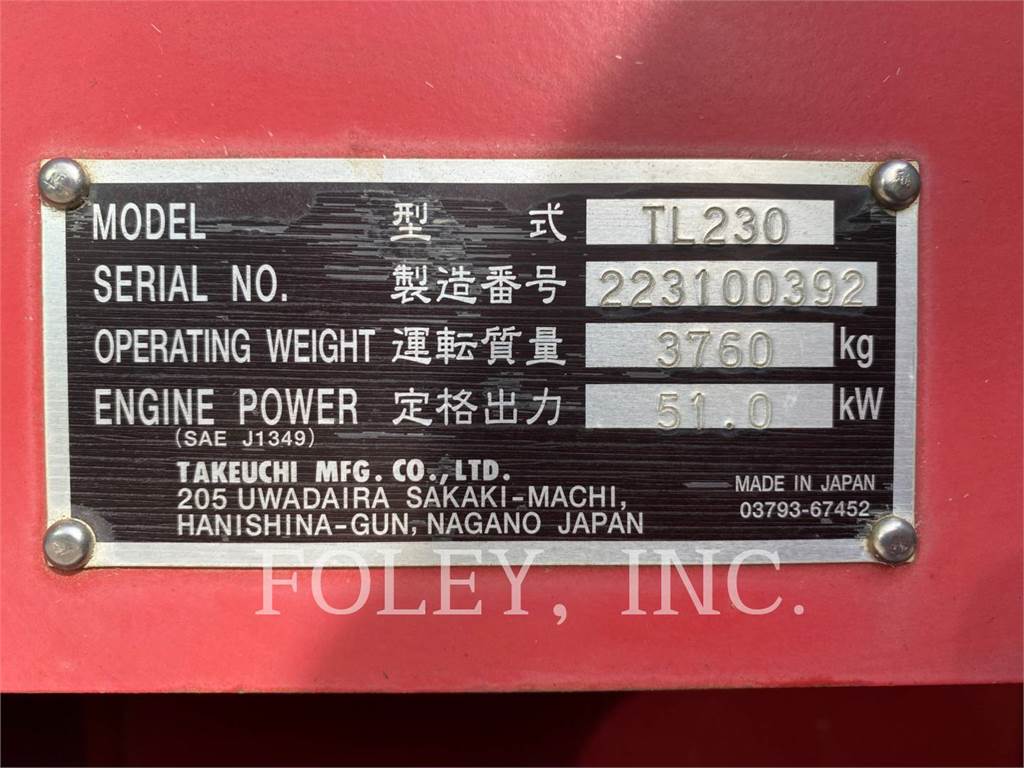 MODEL 型式 TL230
SERIAL NO. 製造番号 223100392
OPERATING WEIGHT 運転質量 3760 kg
ENGINE POWER 定格出力 51.0 kW
(SAE J1349)
TAKEUCHI MFG. CO., LTD.
205 UWADAIRA SAKAKI-MACHI,
HANISHINA-GUN, NAGANO JAPAN
MADE IN JAPAN
03793-67452
FOLEY, INC.